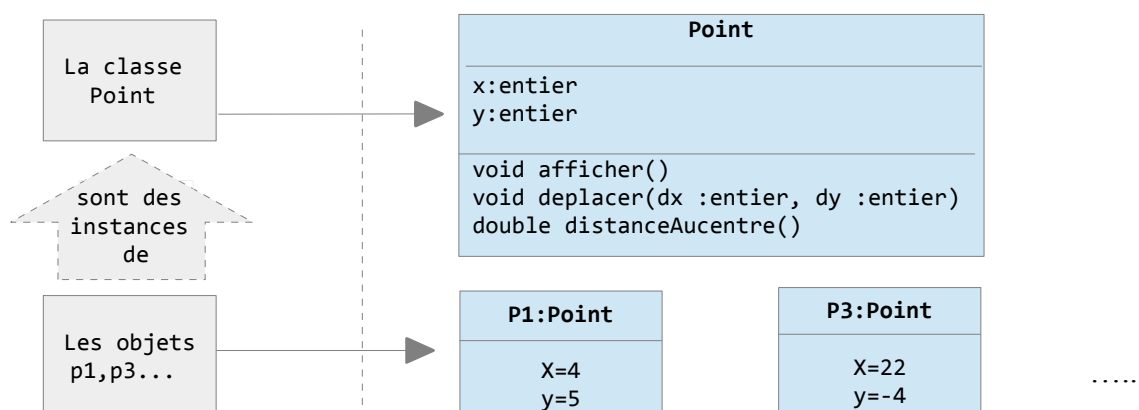 La classe
Point
sont des
instances
de
Les objets
p1,p3...
Point
x:entier
y:entier
void afficher()
void deplacer(dx :entier, dy :entier)
double distanceAucentre()
P1:Point
X=4
y=5
P3:Point
X=22
y=-4
.....